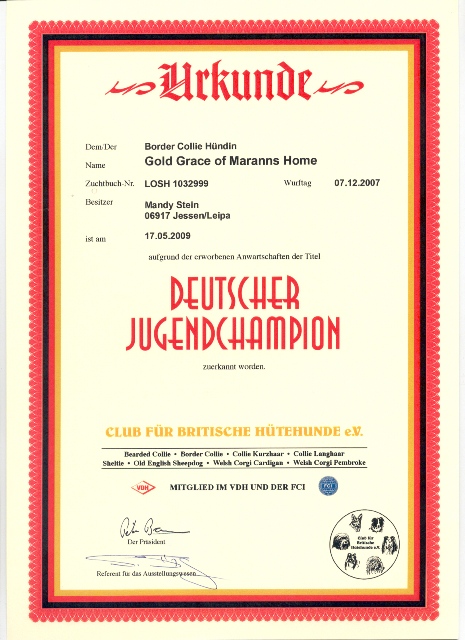 Urkunde
Dem/Der Border Collie Hündin
Name Gold Grace of Maranns Home
Zuchtbuch-Nr. LOSH 1032999 Wurftag 07.12.2007
Besitzer Mandy Stein
06917 Jessen/Leipa
ist am 17.05.2009
aufgrund der erworbenen Anwartschaften der Titel
DEUTSCHER
JUGENDCHAMPION
zuerkannt worden.
CLUB FÜR BRITISCHE HÜTEHUNDE e.V.
Bearded Collie • Border Collie • Collie Kurzhaar • Collie Langhaar
Sheltie • Old English Sheepdog • Welsh Corgi Cardigan • Welsh Corgi Pembroke
VDH MITGLIED IM VDH UND DER FCI FCI
Der Präsident
Referent für das Ausstellungswesen
Club für
Britische
Hütehunde e.V.